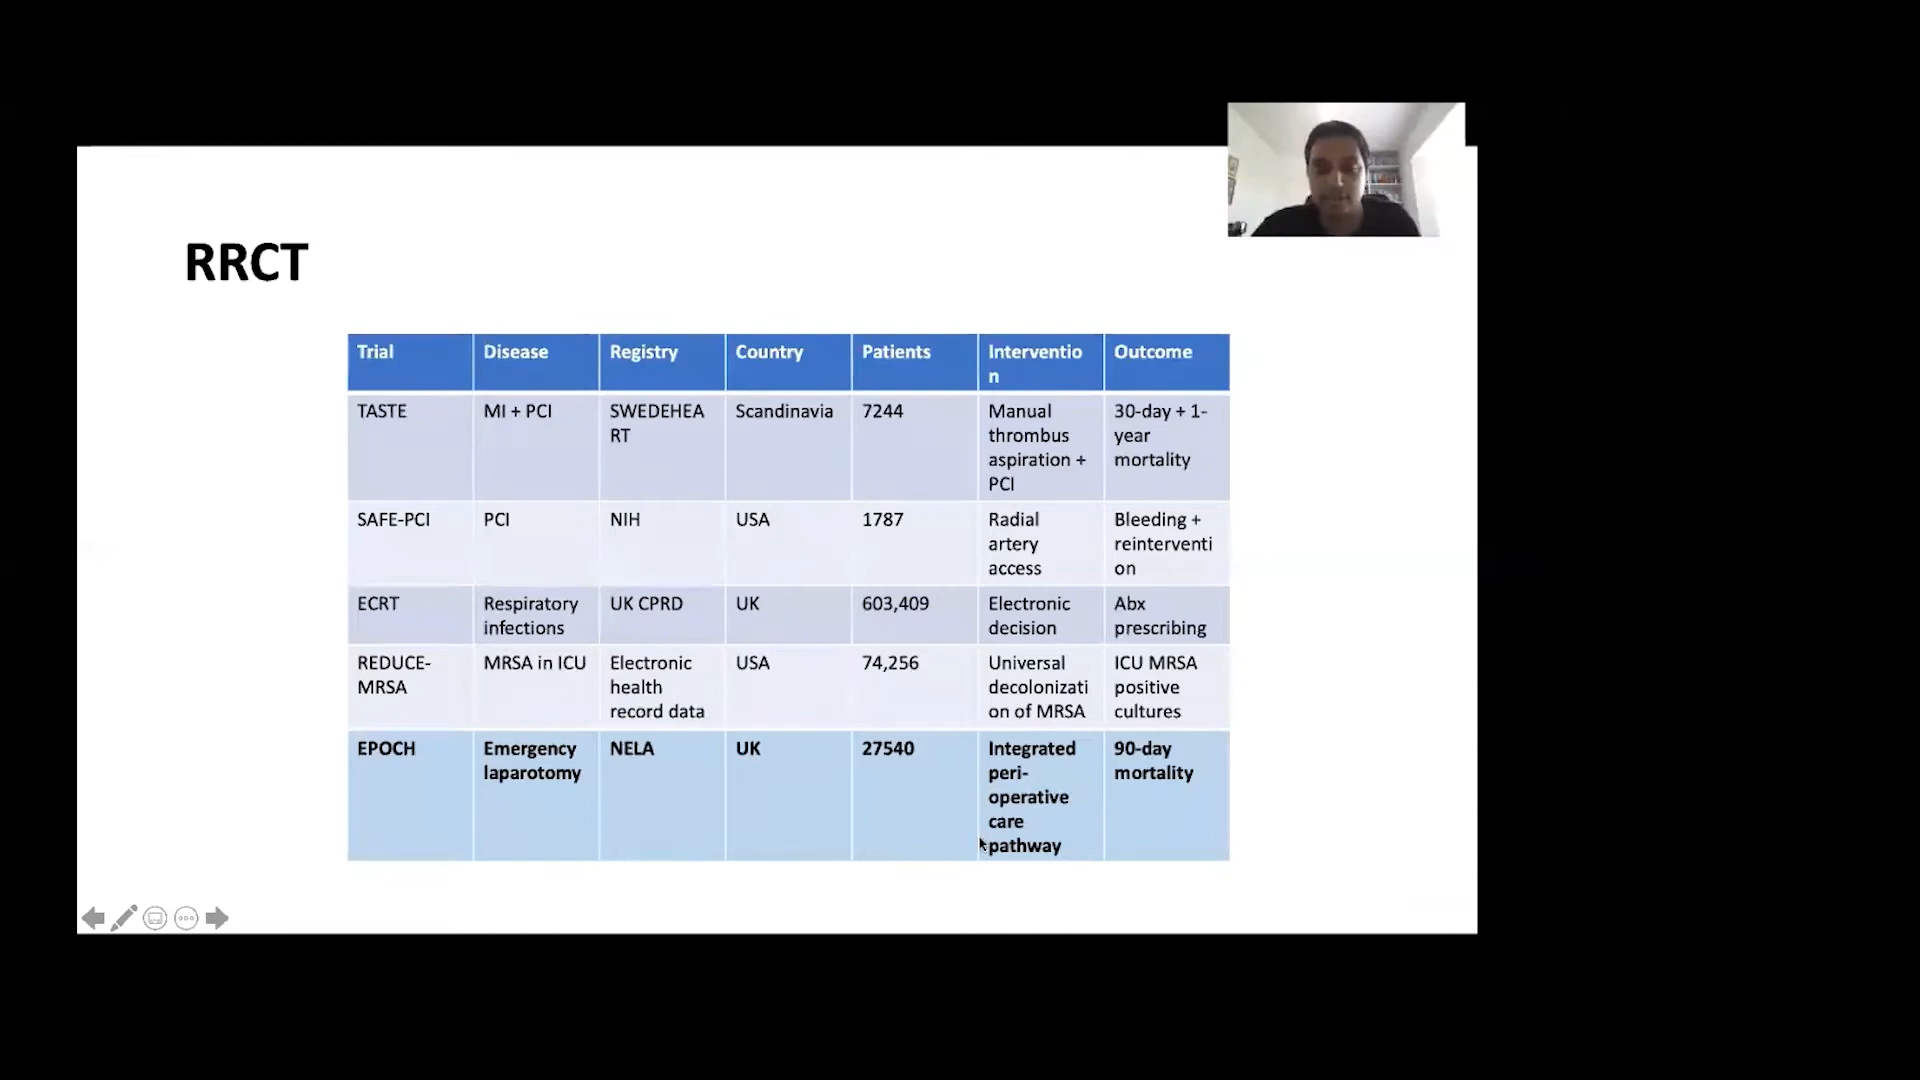 RRCT
Trial Disease Registry Country Patients Interventio Outcome
n
TASTE MI + PCI SWEDEHEA Scandinavia 7244 Manual 30-day + 1-
RT thrombus year
aspiration + mortality
PCI
SAFE-PCI PCI NIH USA 1787 Radial Bleeding +
artery reinterventi
access on
ECRT Respiratory UK CPRD UK 603,409 Electronic Abx
infections decision prescribing
REDUCE- MRSA in ICU Electronic USA 74,256 Universal ICU MRSA
MRSA health decolonizati positive
record data on of MRSA cultures
EPOCH Emergency NELA UK 27540 Integrated 90-day
laparotomy peri- mortality
operative
care
pathway